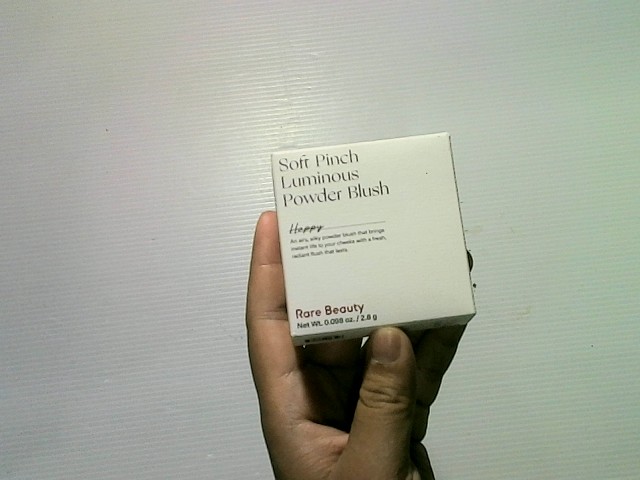 Soft Pinch
Luminous
Powder Blush
Happy
An airy, silky powder blush that brings
instant life to your cheeks with a fresh,
radiant flush that lasts.
Rare Beauty
Net Wt. 0.098 oz. / 2.8 g